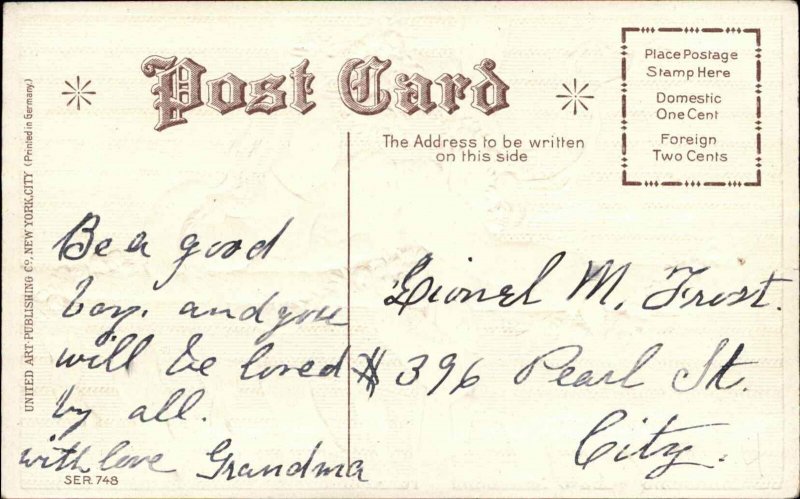 Post Card
The Address to be written
on this side
Place Postage
Stamp Here
Domestic
One Cent
Foreign
Two Cents
UNITED ART PUBLISHING Cº, NEW YORK, CITY (Printed in Germany.)
Be a good
boy. and you
will be loved
by all.
with love Grandma
SER. 748
Lionel M. Frost.
# 396 Pearl St.
City.